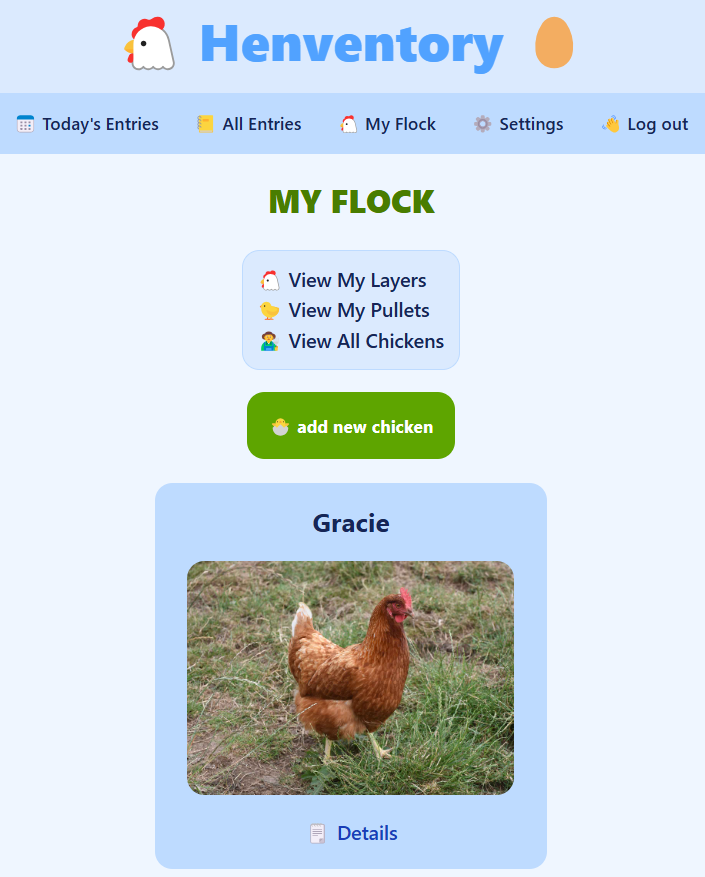 Henventory
Today's Entries All Entries My Flock Settings Log out
MY FLOCK
View My Layers
View My Pullets
View All Chickens
add new chicken
Gracie
Details